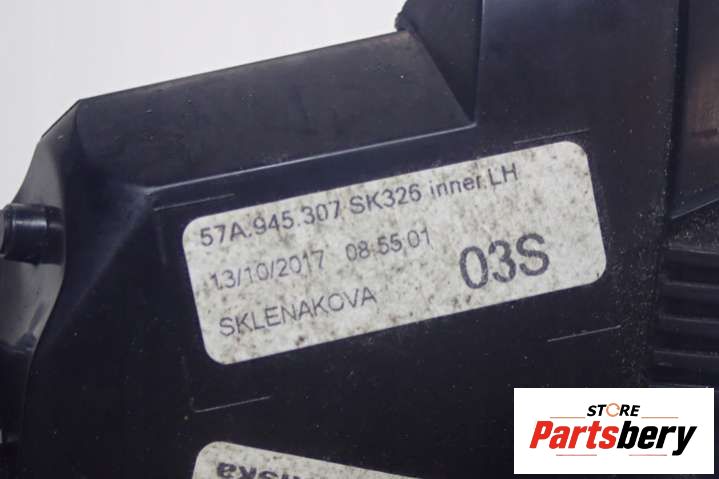 57A.945.307 SK326 inner LH
13/10/2017 08:55:01
03S
SKLENAKOVA
STORE
Partsbery